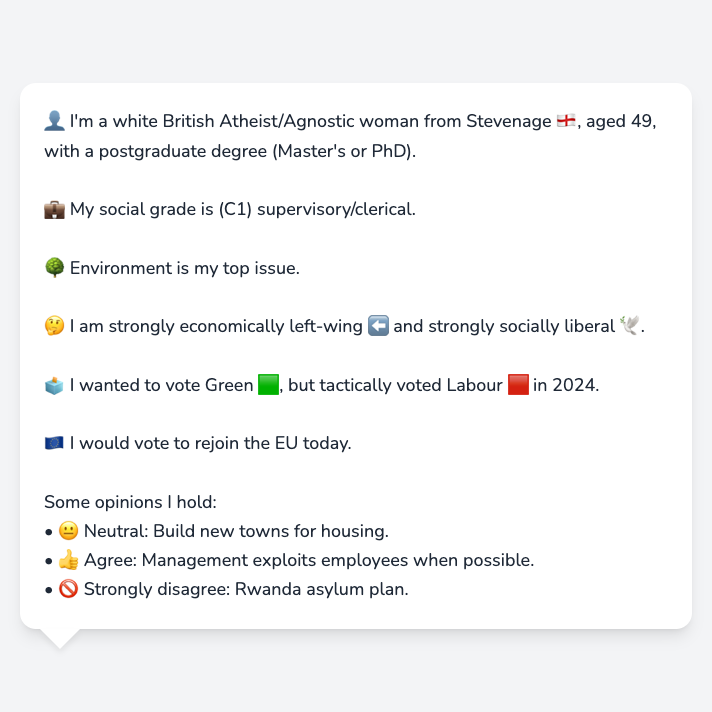 👤 I'm a white British Atheist/Agnostic woman from Stevenage 🏴󠁧󠁢󠁥󠁮󠁧󠁿, aged 49,
with a postgraduate degree (Master's or PhD).
💼 My social grade is (C1) supervisory/clerical.
🌳 Environment is my top issue.
🤔 I am strongly economically left-wing ⬅️ and strongly socially liberal 🕊️.
🗳️ I wanted to vote Green 🟩, but tactically voted Labour 🟥 in 2024.
🇪🇺 I would vote to rejoin the EU today.
Some opinions I hold:
• 😐 Neutral: Build new towns for housing.
• 👍 Agree: Management exploits employees when possible.
• 🚫 Strongly disagree: Rwanda asylum plan.